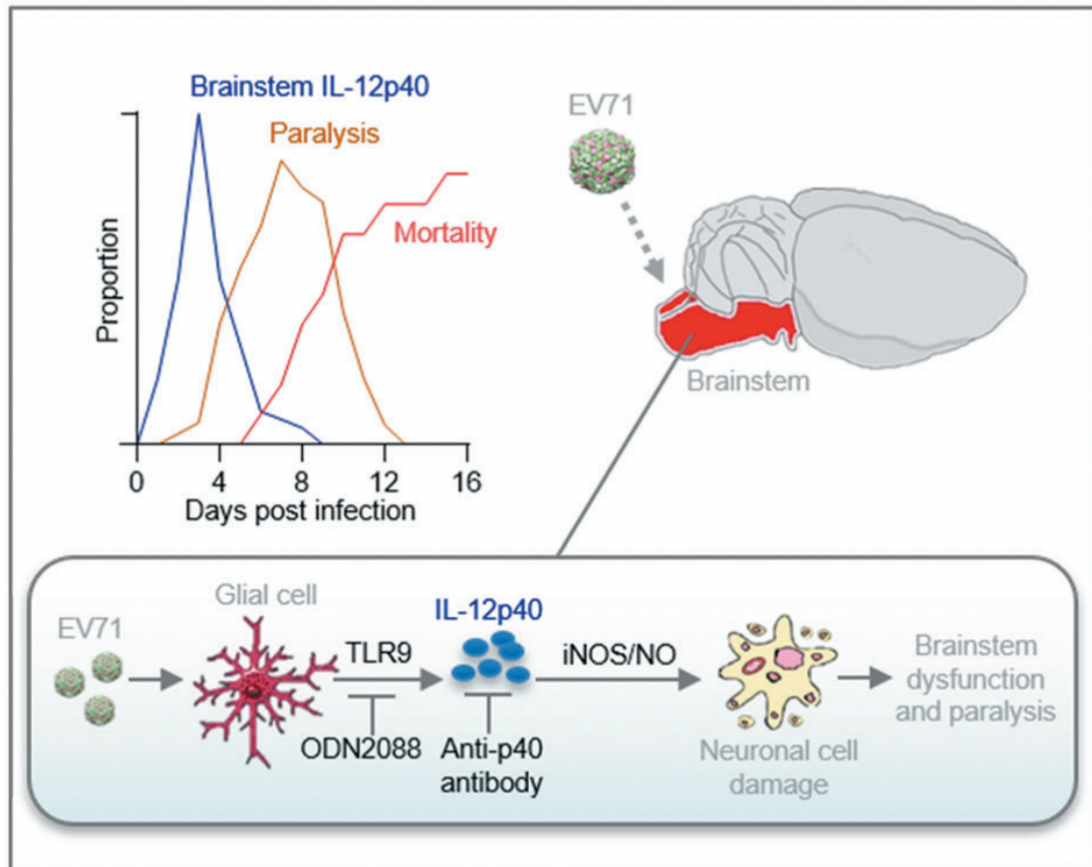 Brainstem IL-12p40
Paralysis
Mortality
Proportion
0 4 8 12 16
Days post infection
EV71
Brainstem
EV71
Glial cell
TLR9
ODN2088
IL-12p40
Anti-p40
antibody
iNOS/NO
Neuronal cell
damage
Brainstem
dysfunction
and paralysis